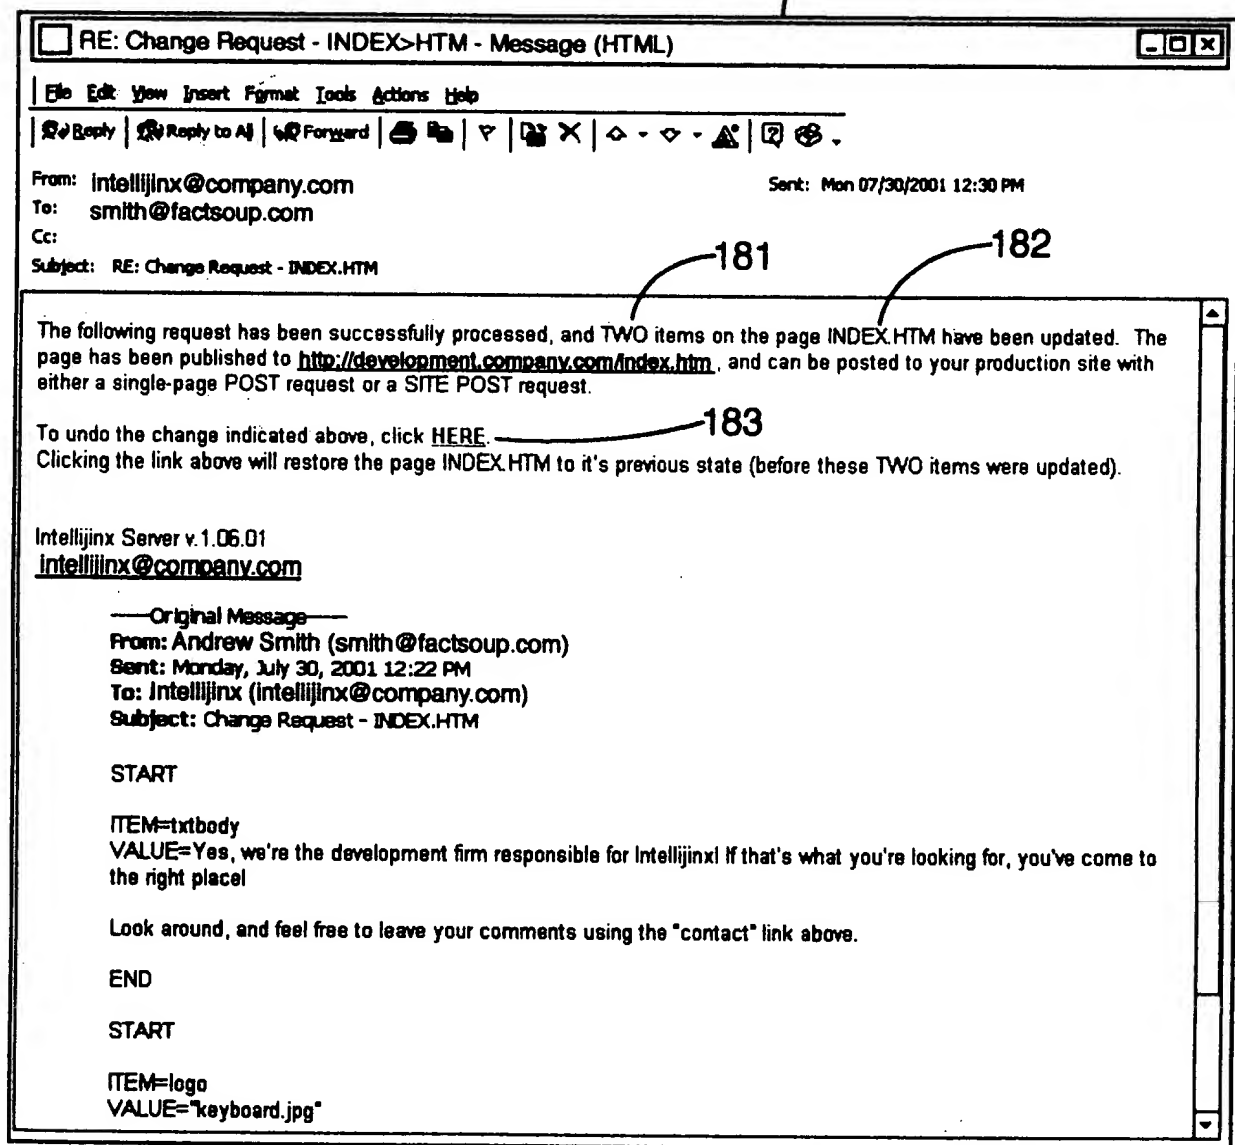 RE: Change Request - INDEX>HTM - Message (HTML)
File Edit View Insert Format Tools Actions Help
Reply Reply to All Forward
From: intellijinx@company.com
Sent: Mon 07/30/2001 12:30 PM
To: smith@factsoup.com
Cc:
Subject: RE: Change Request - INDEX.HTM
181
182
The following request has been successfully processed, and TWO items on the page INDEX.HTM have been updated. The
page has been published to http://development.company.com/index.htm, and can be posted to your production site with
either a single-page POST request or a SITE POST request.
To undo the change indicated above, click HERE.
183
Clicking the link above will restore the page INDEX.HTM to it's previous state (before these TWO items were updated).
Intellijinx Server v.1.06.01
intellijinx@company.com
-----Original Message-----
From: Andrew Smith (smith@factsoup.com)
Sent: Monday, July 30, 2001 12:22 PM
To: Intellijinx (intellijinx@company.com)
Subject: Change Request - INDEX.HTM
START
ITEM=txtbody
VALUE=Yes, we're the development firm responsible for Intellijinx! If that's what you're looking for, you've come to
the right place!
Look around, and feel free to leave your comments using the "contact" link above.
END
START
ITEM=logo
VALUE="keyboard.jpg"